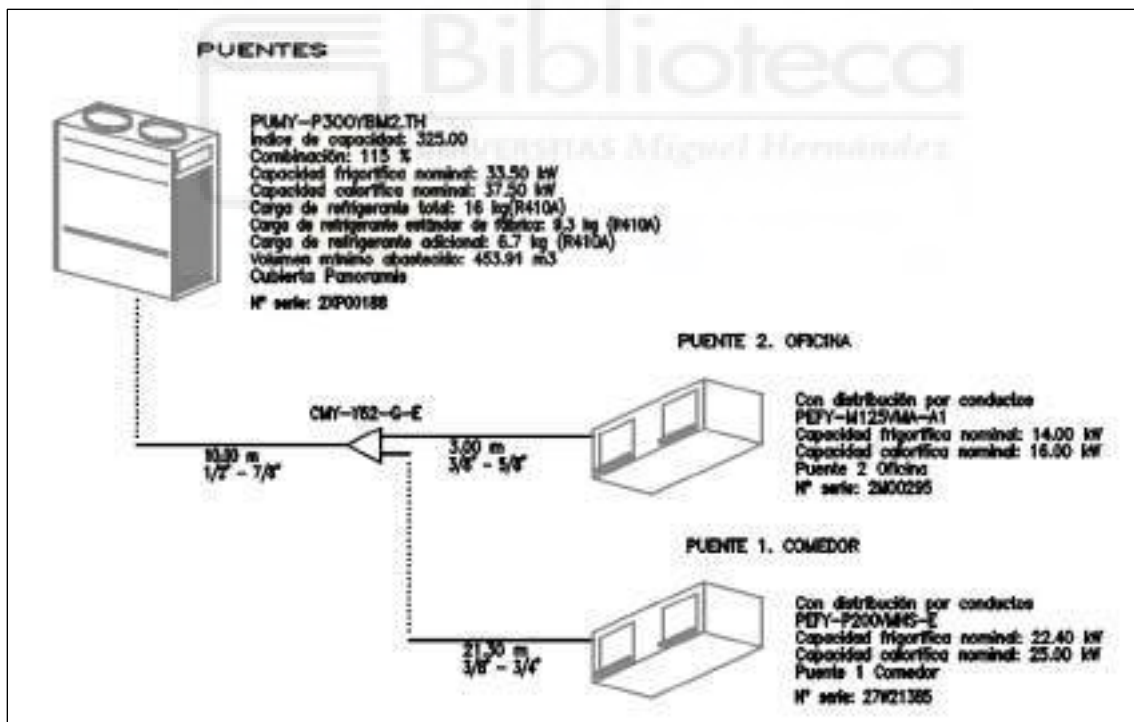 Biblioteca
UNIVERSITAS Miguel Hernández
PUENTES
PUMY-P300YBM2.TH
Índice de capacidad: 325.00
Combinación: 115 %
Capacidad frigorífica nominal: 33.50 kW
Capacidad calorífica nominal: 37.50 kW
Carga de refrigerante total: 16 kg(R410A)
Carga de refrigerante estándar de fábrica: 9.3 kg (R410A)
Carga de refrigerante adicional: 6.7 kg (R410A)
Volumen mínimo abastecido: 453.91 m3
Cubierta Panoramis
Nº serie: 2XP00188
PUENTE 2. OFICINA
CMY-Y62-G-E
Con distribución por conductos
PEFY-M125VMA-A1
Capacidad frigorífica nominal: 14.00 kW
Capacidad calorífica nominal: 16.00 kW
Puente 2 Oficina
Nº serie: 2M00295
3.00 m
3/8" - 5/8"
1/2" - 7/8"
PUENTE 1. COMEDOR
Con distribución por conductos
PEFY-P200VMHS-E
Capacidad frigorífica nominal: 22.40 kW
Capacidad calorífica nominal: 25.00 kW
Puente 1 Comedor
Nº serie: 27W21385
21.30 m
3/8" - 3/4"